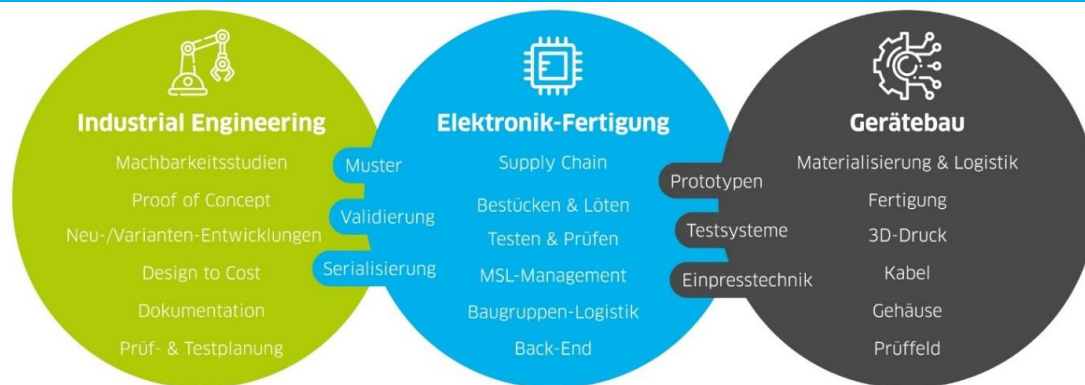 Industrial Engineering
Machbarkeitsstudien
Proof of Concept
Neu-/Varianten-Entwicklungen
Design to Cost
Dokumentation
Prüf- & Testplanung
Muster
Validierung
Serialisierung
Elektronik-Fertigung
Supply Chain
Bestücken & Löten
Testen & Prüfen
MSL-Management
Baugruppen-Logistik
Back-End
Prototypen
Testsysteme
Einpresstechnik
Gerätebau
Materialisierung & Logistik
Fertigung
3D-Druck
Kabel
Gehäuse
Prüffeld